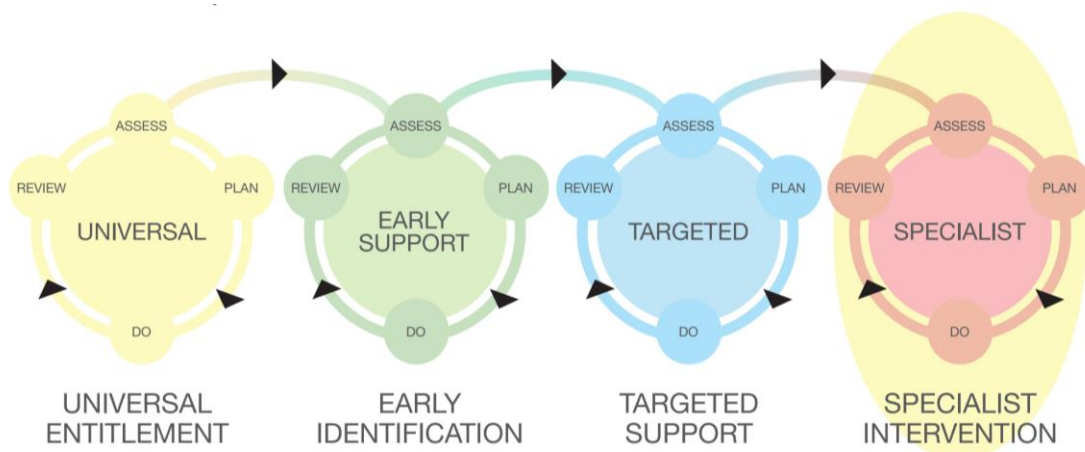 ASSESS
REVIEW
PLAN
UNIVERSAL
DO
UNIVERSAL
ENTITLEMENT
ASSESS
REVIEW
PLAN
EARLY
SUPPORT
DO
EARLY
IDENTIFICATION
ASSESS
REVIEW
PLAN
TARGETED
DO
TARGETED
SUPPORT
ASSESS
REVIEW
PLAN
SPECIALIST
DO
SPECIALIST
INTERVENTION